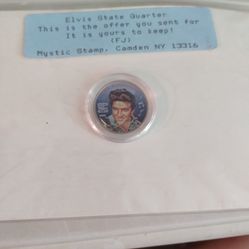 Elvis State Quarter
This is the offer you sent for
It is yours to keep!
(FJ)
Mystic Stamp, Camden NY 13316